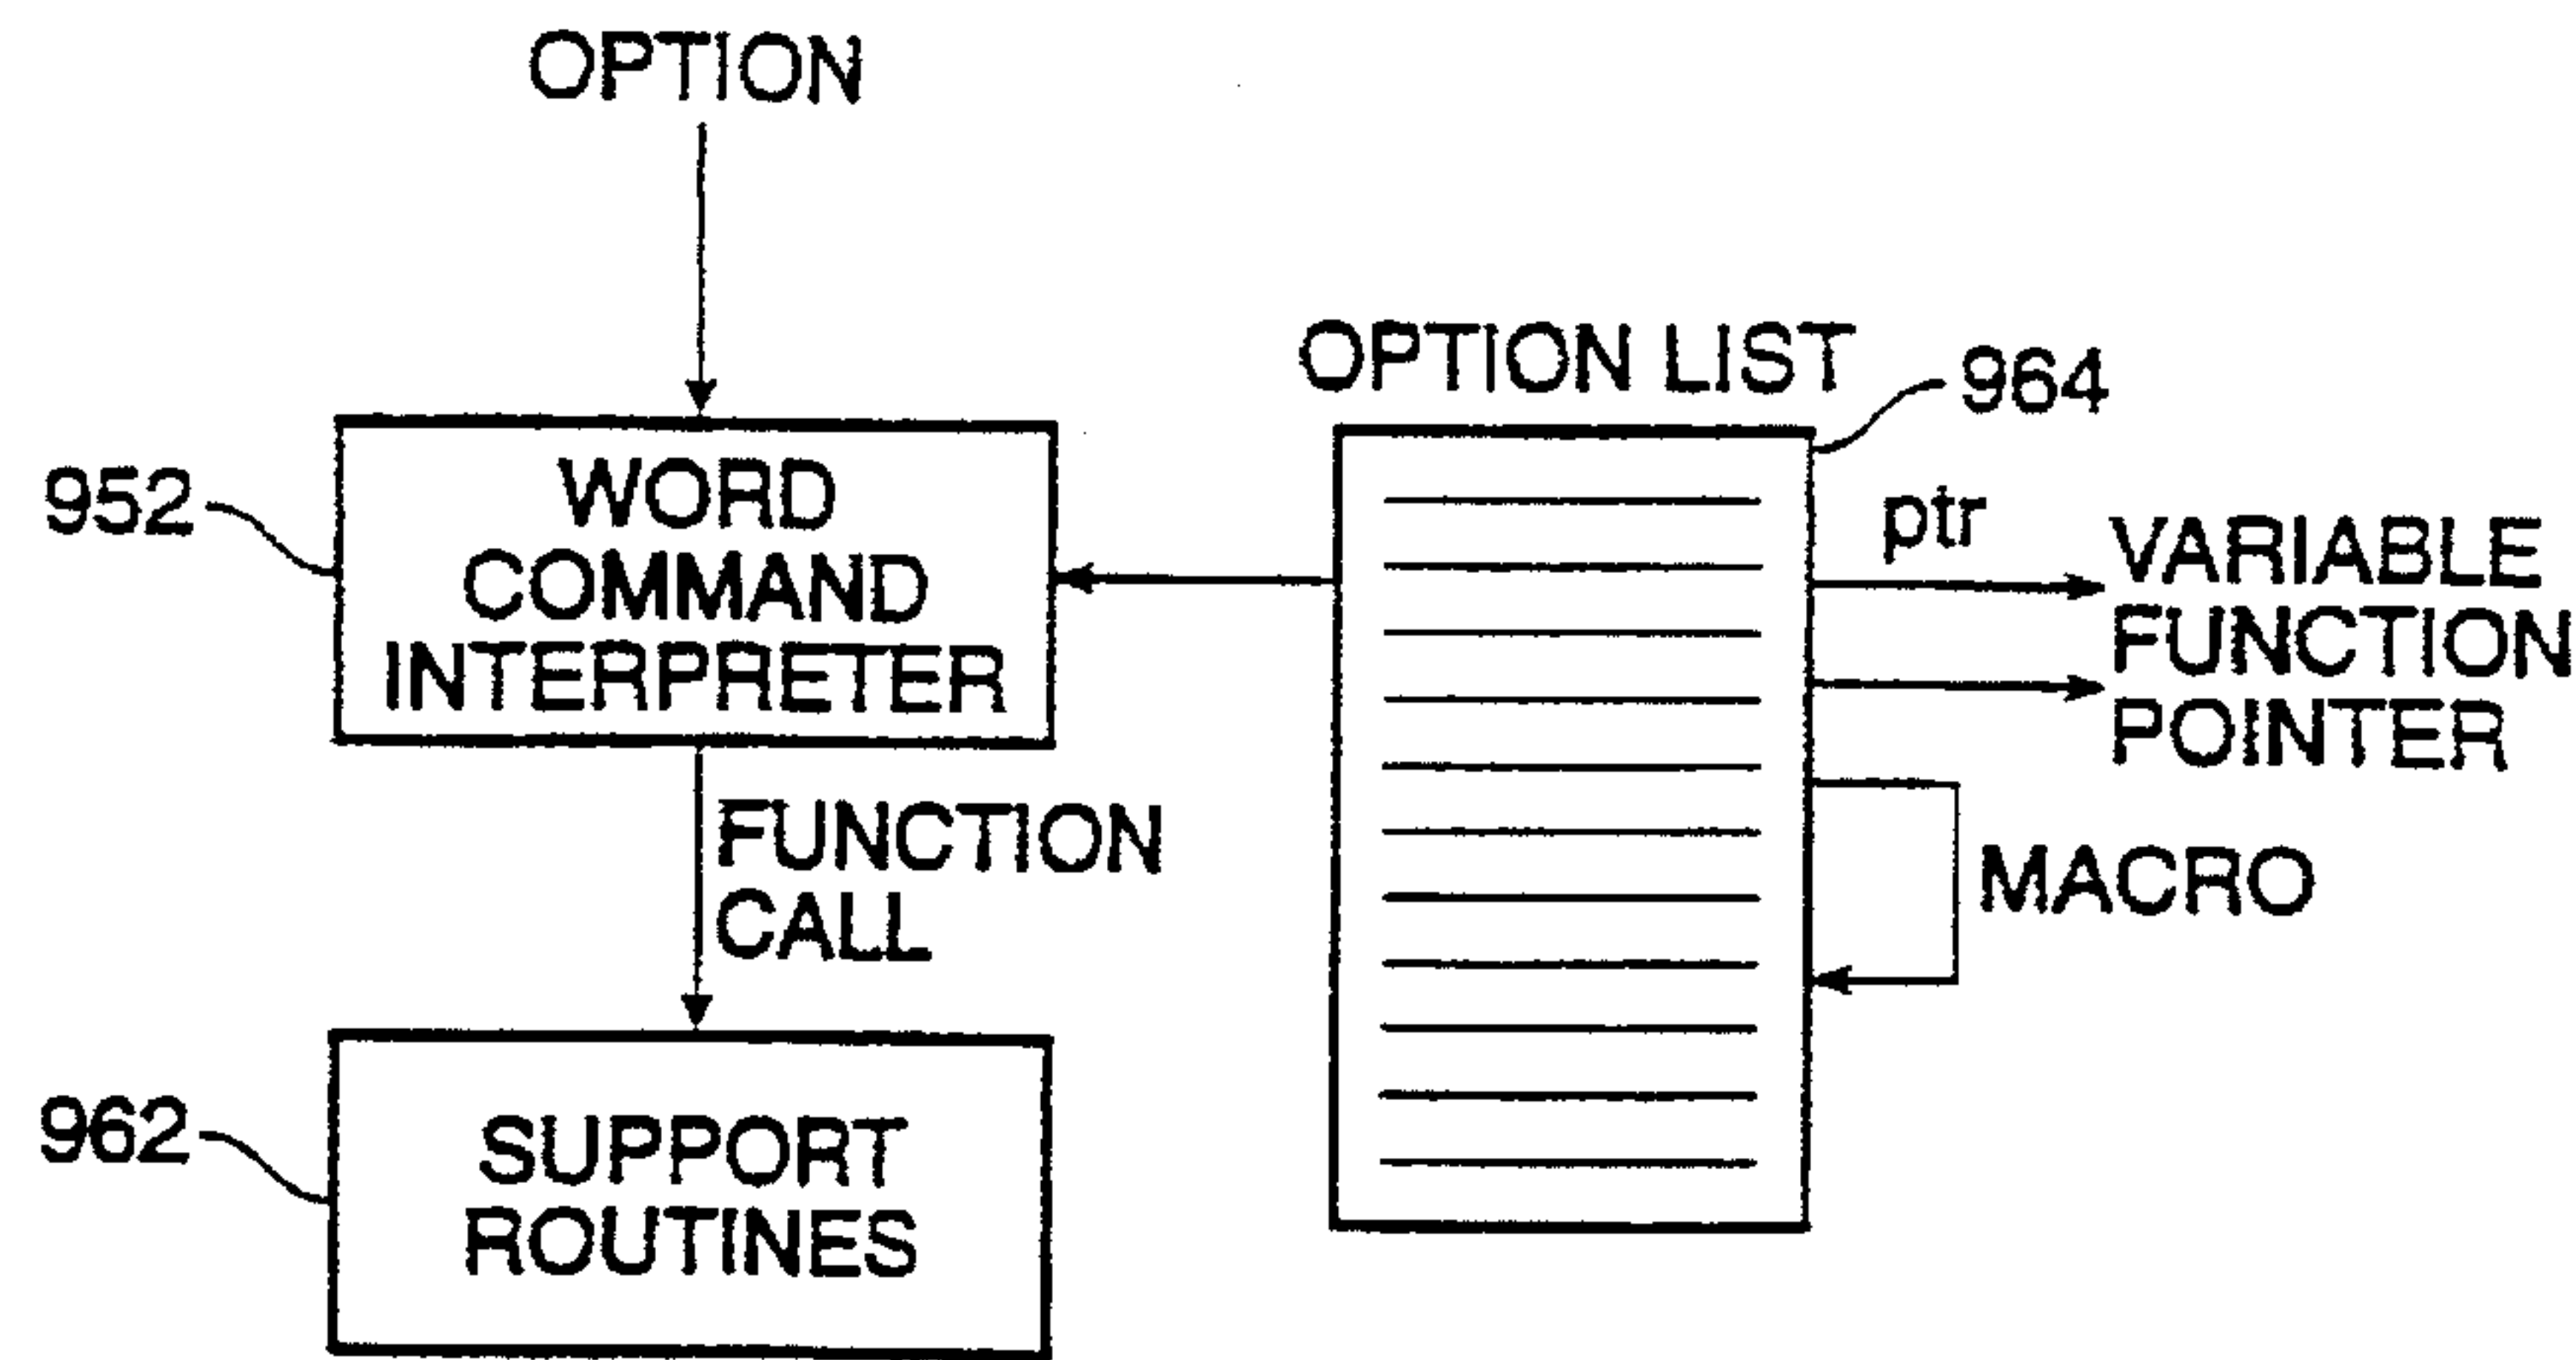 OPTION
OPTION LIST
964
952
WORD
COMMAND
INTERPRETER
ptr
VARIABLE
FUNCTION
POINTER
FUNCTION
CALL
MACRO
962
SUPPORT
ROUTINES